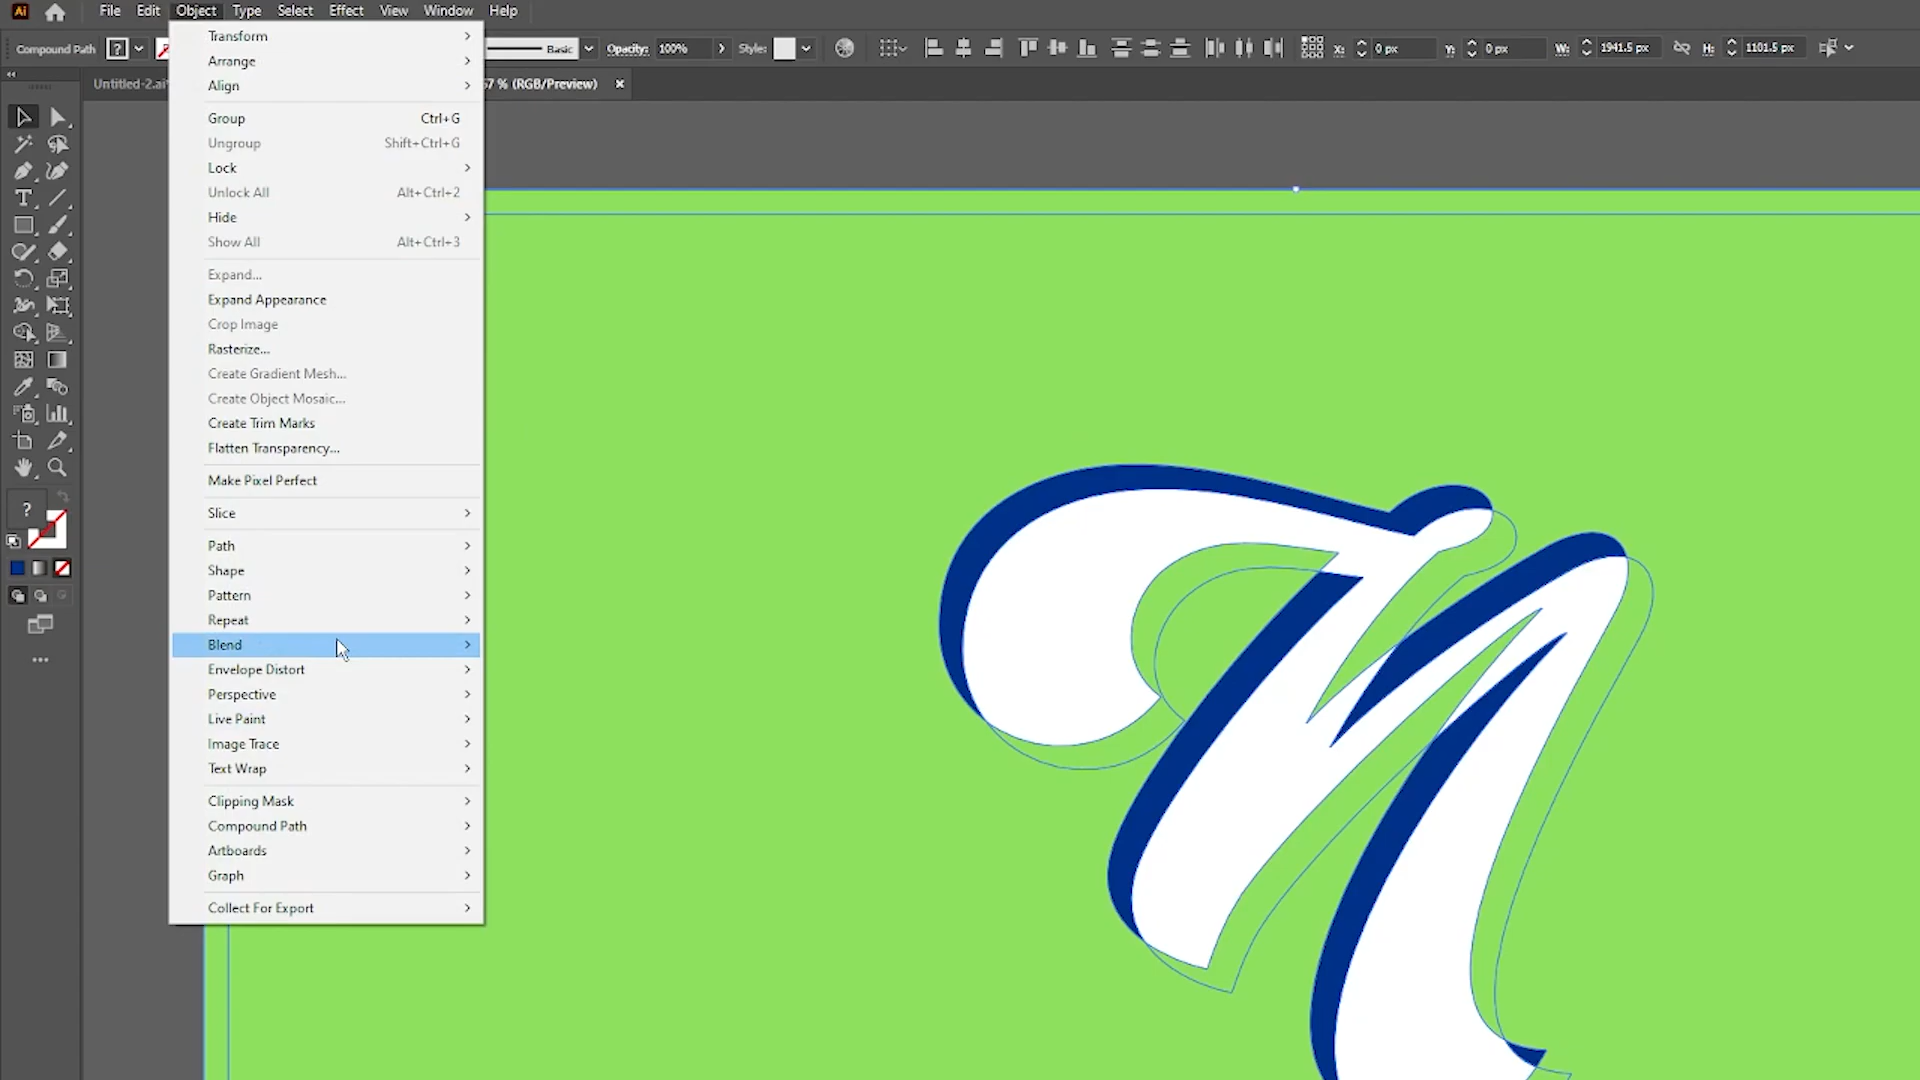 Ai File Edit Object Type Select Effect View Window Help
Compound Path ? Basic Opacity: 100% Style: X: 0 px Y: 0 px W: 1941.5 px H: 1101.5 px
Untitled-2.ai* 67 % (RGB/Preview) ×
Transform
Arrange
Align
Group Ctrl+G
Ungroup Shift+Ctrl+G
Lock
Unlock All Alt+Ctrl+2
Hide
Show All Alt+Ctrl+3
Expand...
Expand Appearance
Crop Image
Rasterize...
Create Gradient Mesh...
Create Object Mosaic...
Create Trim Marks
Flatten Transparency...
Make Pixel Perfect
Slice
Path
Shape
Pattern
Repeat
Blend
Envelope Distort
Perspective
Live Paint
Image Trace
Text Wrap
Clipping Mask
Compound Path
Artboards
Graph
Collect For Export
?